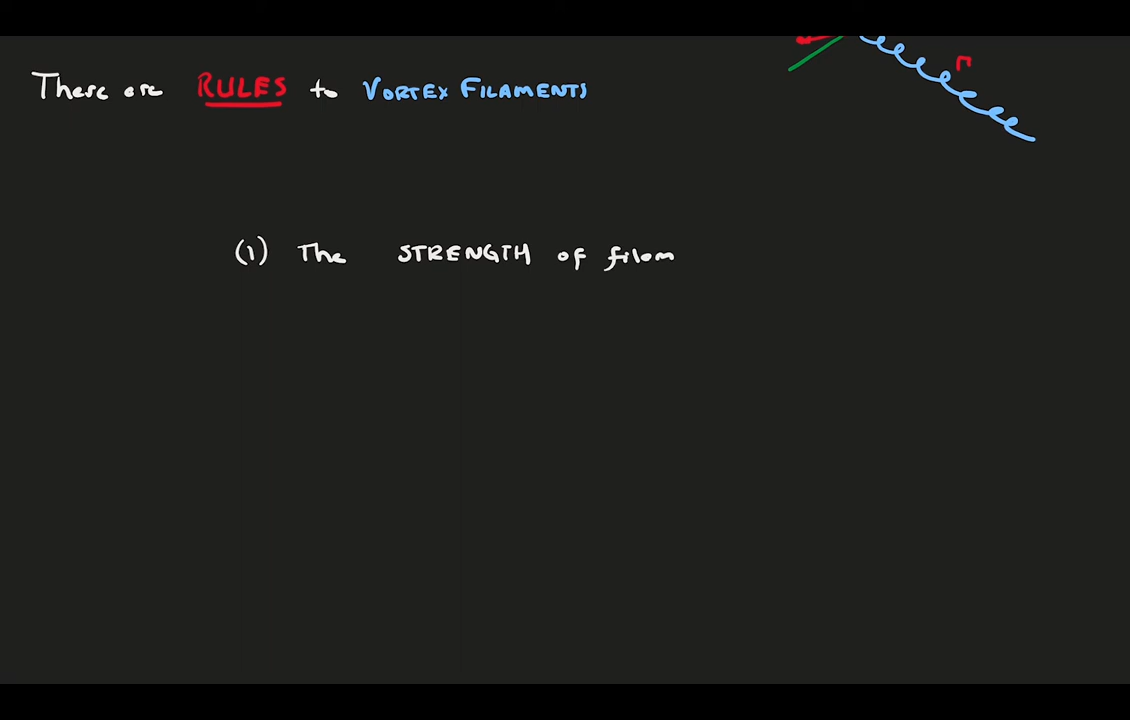 Γ
There are RULES to VORTEX FILAMENTS
(1) The STRENGTH of filam